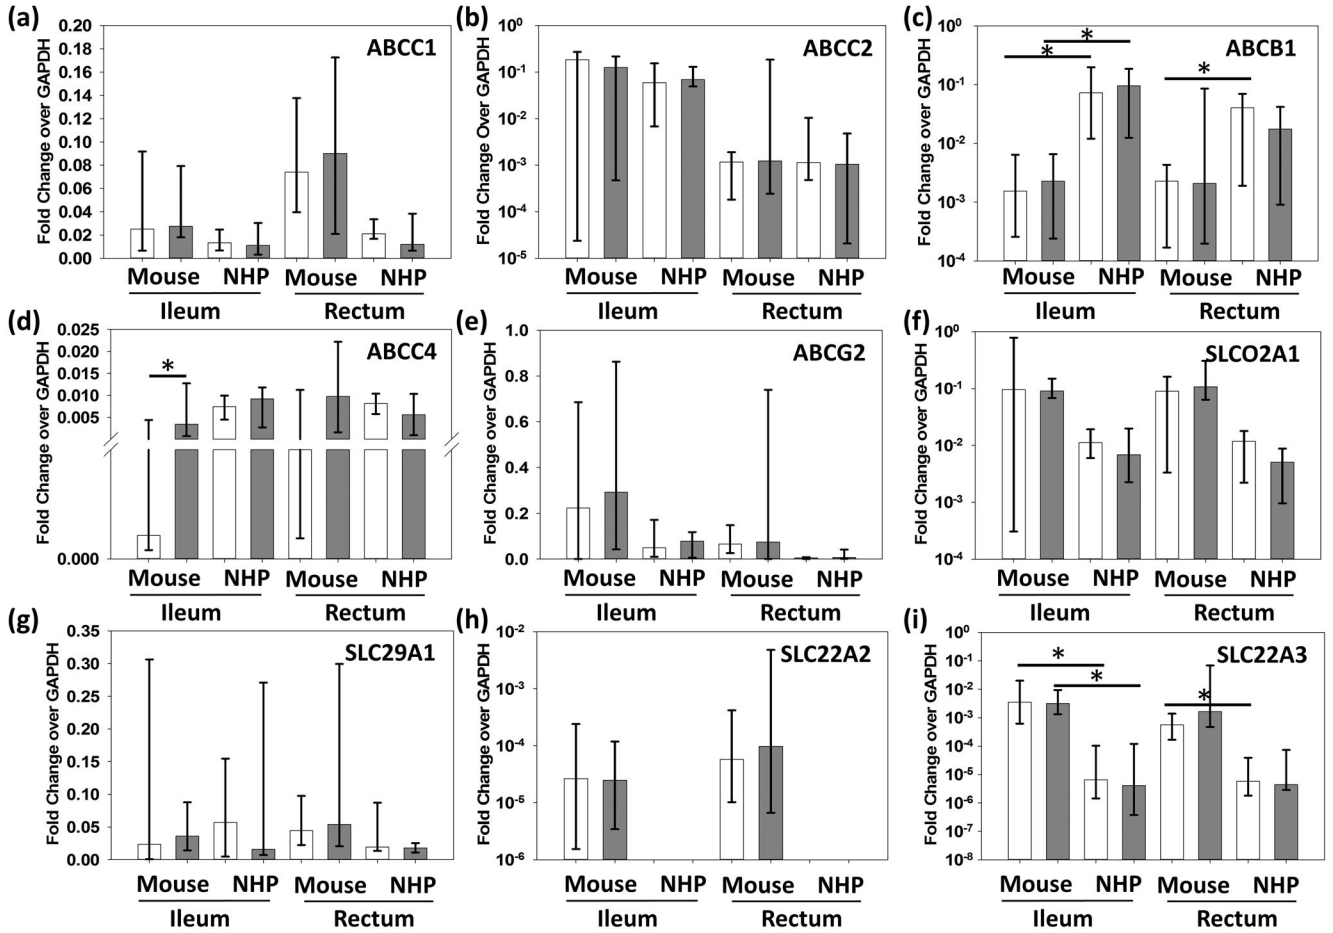 (a)
ABCC1
Fold Change over GAPDH
0.20
0.18
0.16
0.14
0.12
0.10
0.08
0.06
0.04
0.02
0.00
Mouse NHP Mouse NHP
Ileum Rectum
(b)
ABCC2
Fold Change Over GAPDH
10⁰
10⁻¹
10⁻²
10⁻³
10⁻⁴
10⁻⁵
Mouse NHP Mouse NHP
Ileum Rectum
(c)
ABCB1
Fold Change over GAPDH
10⁰
10⁻¹
10⁻²
10⁻³
10⁻⁴
*
*
*
Mouse NHP Mouse NHP
Ileum Rectum
(d)
ABCC4
Fold Change over GAPDH
0.025
0.020
0.015
0.010
0.005
0.000
*
Mouse NHP Mouse NHP
Ileum Rectum
(e)
ABCG2
Fold Change over GAPDH
1.0
0.8
0.6
0.4
0.2
0.0
Mouse NHP Mouse NHP
Ileum Rectum
(f)
SLCO2A1
Fold Change over GAPDH
10⁰
10⁻¹
10⁻²
10⁻³
10⁻⁴
Mouse NHP Mouse NHP
Ileum Rectum
(g)
SLC29A1
Fold Change over GAPDH
0.35
0.30
0.25
0.20
0.15
0.10
0.05
0.00
Mouse NHP Mouse NHP
Ileum Rectum
(h)
SLC22A2
Fold Change over GAPDH
10⁻²
10⁻³
10⁻⁴
10⁻⁵
10⁻⁶
Mouse NHP Mouse NHP
Ileum Rectum
(i)
SLC22A3
Fold Change over GAPDH
10⁰
10⁻¹
10⁻²
10⁻³
10⁻⁴
10⁻⁵
10⁻⁶
10⁻⁷
10⁻⁸
*
*
*
Mouse NHP Mouse NHP
Ileum Rectum